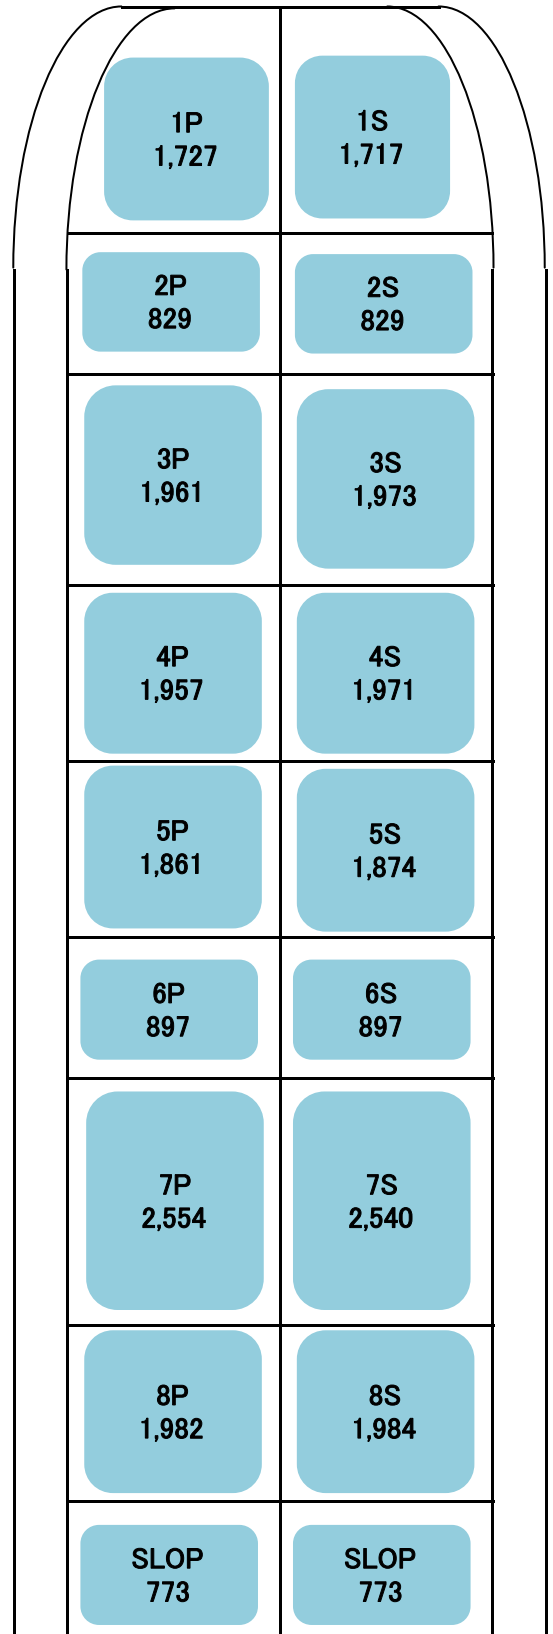 1P
1,727
1S
1,717
2P
829
2S
829
3P
1,961
3S
1,973
4P
1,957
4S
1,971
5P
1,861
5S
1,874
6P
897
6S
897
7P
2,554
7S
2,540
8P
1,982
8S
1,984
SLOP
773
SLOP
773